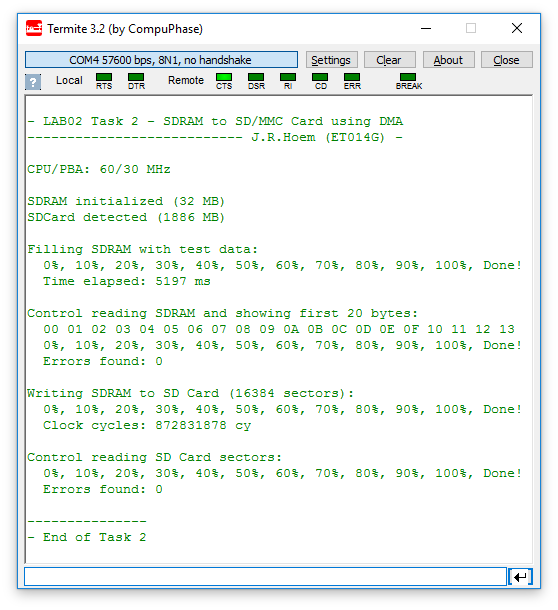 Termite 3.2 (by CompuPhase)
COM4 57600 bps, 8N1, no handshake
Settings
Clear
About
Close
?
Local
RTS
DTR
Remote
CTS
DSR
RI
CD
ERR
BREAK
- LAB02 Task 2 - SDRAM to SD/MMC Card using DMA
--------------------------- J.R.Hoem (ET014G) -
CPU/PBA: 60/30 MHz
SDRAM initialized (32 MB)
SDCard detected (1886 MB)
Filling SDRAM with test data:
0%, 10%, 20%, 30%, 40%, 50%, 60%, 70%, 80%, 90%, 100%, Done!
Time elapsed: 5197 ms
Control reading SDRAM and showing first 20 bytes:
00 01 02 03 04 05 06 07 08 09 0A 0B 0C 0D 0E 0F 10 11 12 13
0%, 10%, 20%, 30%, 40%, 50%, 60%, 70%, 80%, 90%, 100%, Done!
Errors found: 0
Writing SDRAM to SD Card (16384 sectors):
0%, 10%, 20%, 30%, 40%, 50%, 60%, 70%, 80%, 90%, 100%, Done!
Clock cycles: 872831878 cy
Control reading SD Card sectors:
0%, 10%, 20%, 30%, 40%, 50%, 60%, 70%, 80%, 90%, 100%, Done!
Errors found: 0
---------------
- End of Task 2